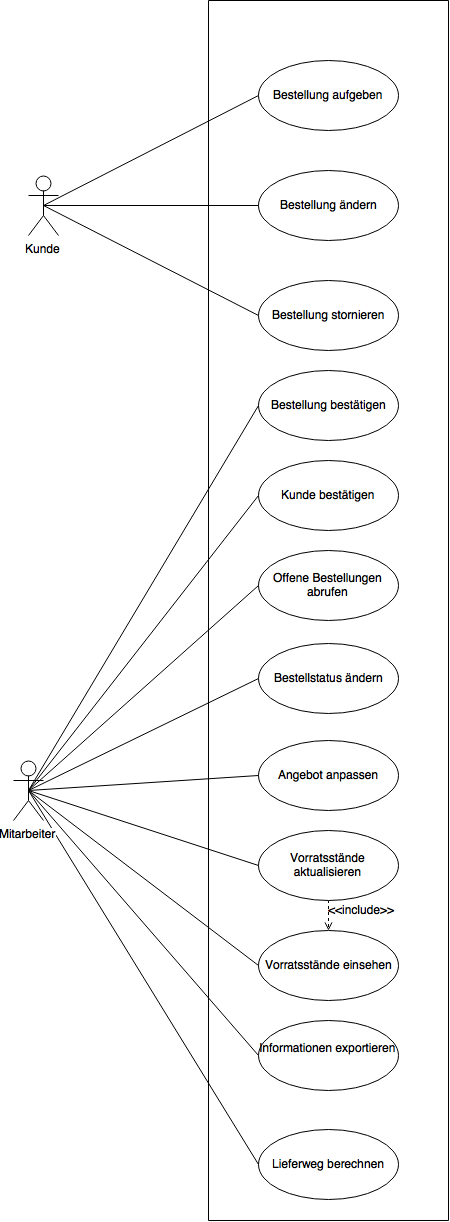 Bestellung aufgeben
Bestellung ändern
Kunde
Bestellung stornieren
Bestellung bestätigen
Kunde bestätigen
Offene Bestellungen
abrufen
Bestellstatus ändern
Angebot anpassen
Mitarbeiter
Vorratsstände
aktualisieren
<<include>>
Vorratsstände einsehen
Informationen exportieren
Lieferweg berechnen